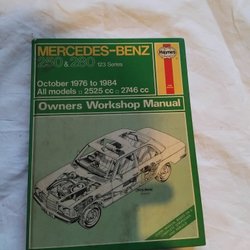 MERCEDES-BENZ
Haynes
250 & 280 123 Series
October 1976 to 1984
All models □ 2525 cc □ 2746 cc
Owners Workshop Manual